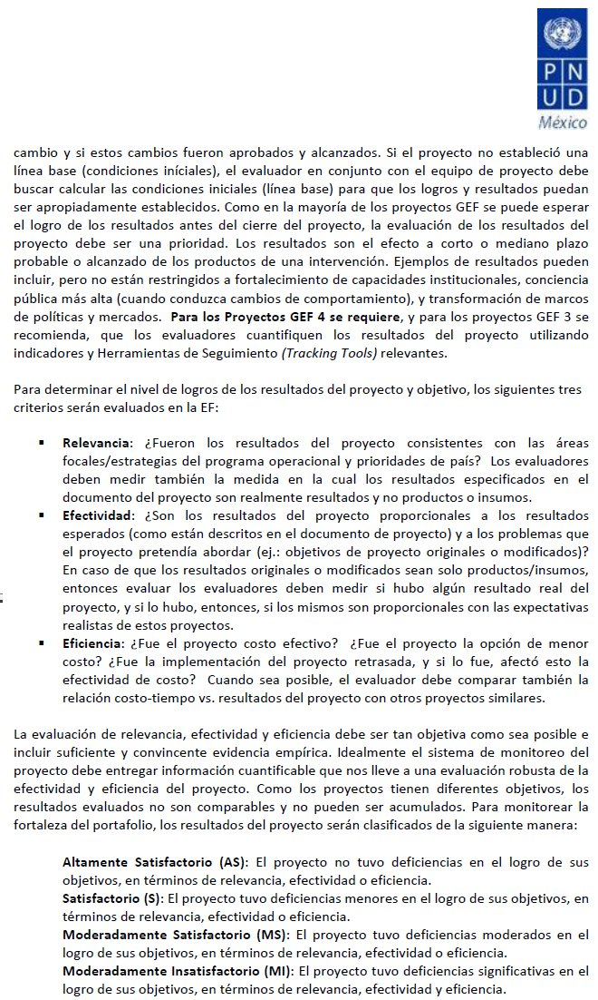 P N
U D
México
cambio y si estos cambios fueron aprobados y alcanzados. Si el proyecto no estableció una
línea base (condiciones iníciales), el evaluador en conjunto con el equipo de proyecto debe
buscar calcular las condiciones iniciales (línea base) para que los logros y resultados puedan
ser apropiadamente establecidos. Como en la mayoría de los proyectos GEF se puede esperar
el logro de los resultados antes del cierre del proyecto, la evaluación de los resultados del
proyecto debe ser una prioridad. Los resultados son el efecto a corto o mediano plazo
probable o alcanzado de los productos de una intervención. Ejemplos de resultados pueden
incluir, pero no están restringidos a fortalecimiento de capacidades institucionales, conciencia
pública más alta (cuando conduzca cambios de comportamiento), y transformación de marcos
de políticas y mercados. Para los Proyectos GEF 4 se requiere, y para los proyectos GEF 3 se
recomienda, que los evaluadores cuantifiquen los resultados del proyecto utilizando
indicadores y Herramientas de Seguimiento (Tracking Tools) relevantes.
Para determinar el nivel de logros de los resultados del proyecto y objetivo, los siguientes tres
criterios serán evaluados en la EF:
▪ Relevancia: ¿Fueron los resultados del proyecto consistentes con las áreas
focales/estrategias del programa operacional y prioridades de país? Los evaluadores
deben medir también la medida en la cual los resultados especificados en el
documento del proyecto son realmente resultados y no productos o insumos.
▪ Efectividad: ¿Son los resultados del proyecto proporcionales a los resultados
esperados (como están descritos en el documento de proyecto) y a los problemas que
el proyecto pretendía abordar (ej.: objetivos de proyecto originales o modificados)?
En caso de que los resultados originales o modificados sean solo productos/insumos,
entonces evaluar los evaluadores deben medir si hubo algún resultado real del
proyecto, y si lo hubo, entonces, si los mismos son proporcionales con las expectativas
realistas de estos proyectos.
▪ Eficiencia: ¿Fue el proyecto costo efectivo? ¿Fue el proyecto la opción de menor
costo? ¿Fue la implementación del proyecto retrasada, y si lo fue, afectó esto la
efectividad de costo? Cuando sea posible, el evaluador debe comparar también la
relación costo-tiempo vs. resultados del proyecto con otros proyectos similares.
La evaluación de relevancia, efectividad y eficiencia debe ser tan objetiva como sea posible e
incluir suficiente y convincente evidencia empírica. Idealmente el sistema de monitoreo del
proyecto debe entregar información cuantificable que nos lleve a una evaluación robusta de la
efectividad y eficiencia del proyecto. Como los proyectos tienen diferentes objetivos, los
resultados evaluados no son comparables y no pueden ser acumulados. Para monitorear la
fortaleza del portafolio, los resultados del proyecto serán clasificados de la siguiente manera:
Altamente Satisfactorio (AS): El proyecto no tuvo deficiencias en el logro de sus
objetivos, en términos de relevancia, efectividad o eficiencia.
Satisfactorio (S): El proyecto tuvo deficiencias menores en el logro de sus objetivos, en
términos de relevancia, efectividad o eficiencia.
Moderadamente Satisfactorio (MS): El proyecto tuvo deficiencias moderados en el
logro de sus objetivos, en términos de relevancia, efectividad o eficiencia.
Moderadamente Insatisfactorio (MI): El proyecto tuvo deficiencias significativas en el
logro de sus objetivos, en términos de relevancia, efectividad y eficiencia.